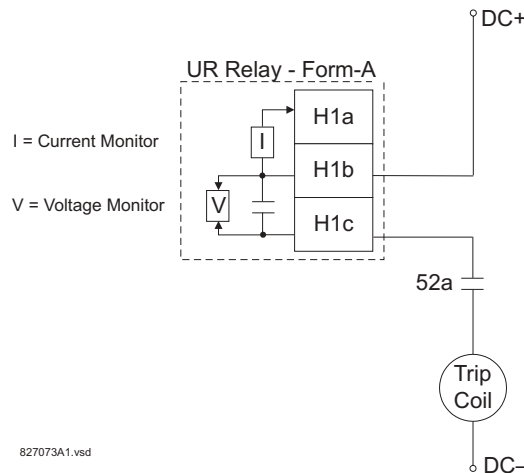 DC+
UR Relay - Form-A
I = Current Monitor
V = Voltage Monitor
I
V
H1a
H1b
H1c
52a
Trip
Coil
827073A1.vsd
DC–